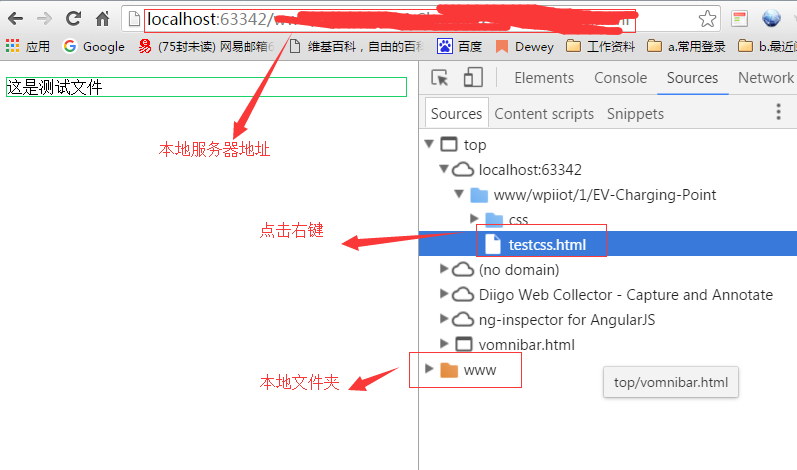 localhost:63342/
应用 Google (75封未读) 网易邮箱6 维基百科，自由的百科 百度 Dewey 工作资料 a.常用登录 b.最近
这是测试文件
本地服务器地址
点击右键
本地文件夹
Elements Console Sources Network
Sources Content scripts Snippets
top
localhost:63342
www/wpiiot/1/EV-Charging-Point
css
testcss.html
(no domain)
Diigo Web Collector - Capture and Annotate
ng-inspector for AngularJS
vomnibar.html
www
top/vomnibar.html